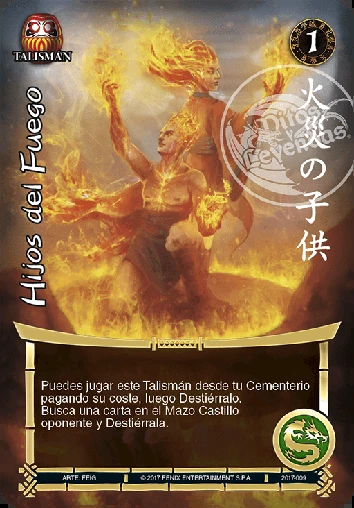 TALISMÁN
1
Hijos del Fuego
火災の子供
Mitos y Leyendas
Puedes jugar este Talismán desde tu Cementerio
pagando su coste, luego Destiérralo.
Busca una carta en el Mazo Castillo
oponente y Destiérrala.
ARTE: FEIG
© 2017 FENIX ENTERTAINMENT S.P.A.
2017-009